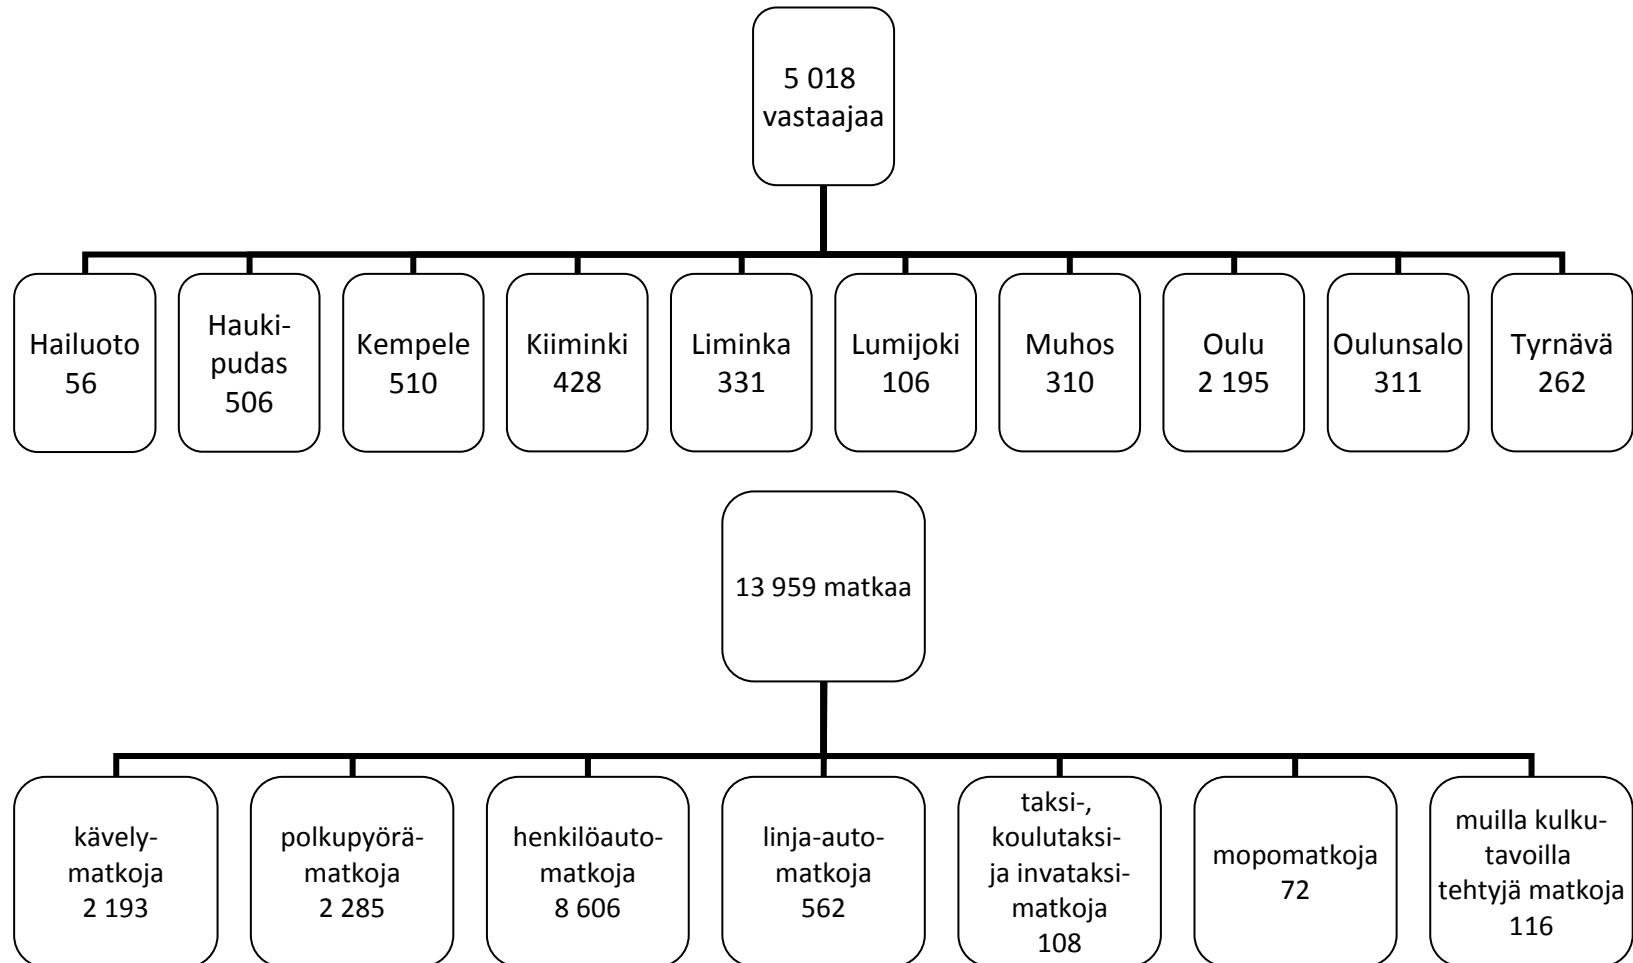 5 018
vastaajaa
Hailuoto
56
Hauki-
pudas
506
Kempele
510
Kiiminki
428
Liminka
331
Lumijoki
106
Muhos
310
Oulu
2 195
Oulunsalo
311
Tyrnävä
262
13 959 matkaa
kävely-
matkoja
2 193
polkupyörä-
matkoja
2 285
henkilöauto-
matkoja
8 606
linja-auto-
matkoja
562
taksi-,
koulutaksi-
ja invataksi-
matkoja
108
mopomatkoja
72
muilla kulku-
tavoilla
tehtyjä matkoja
116